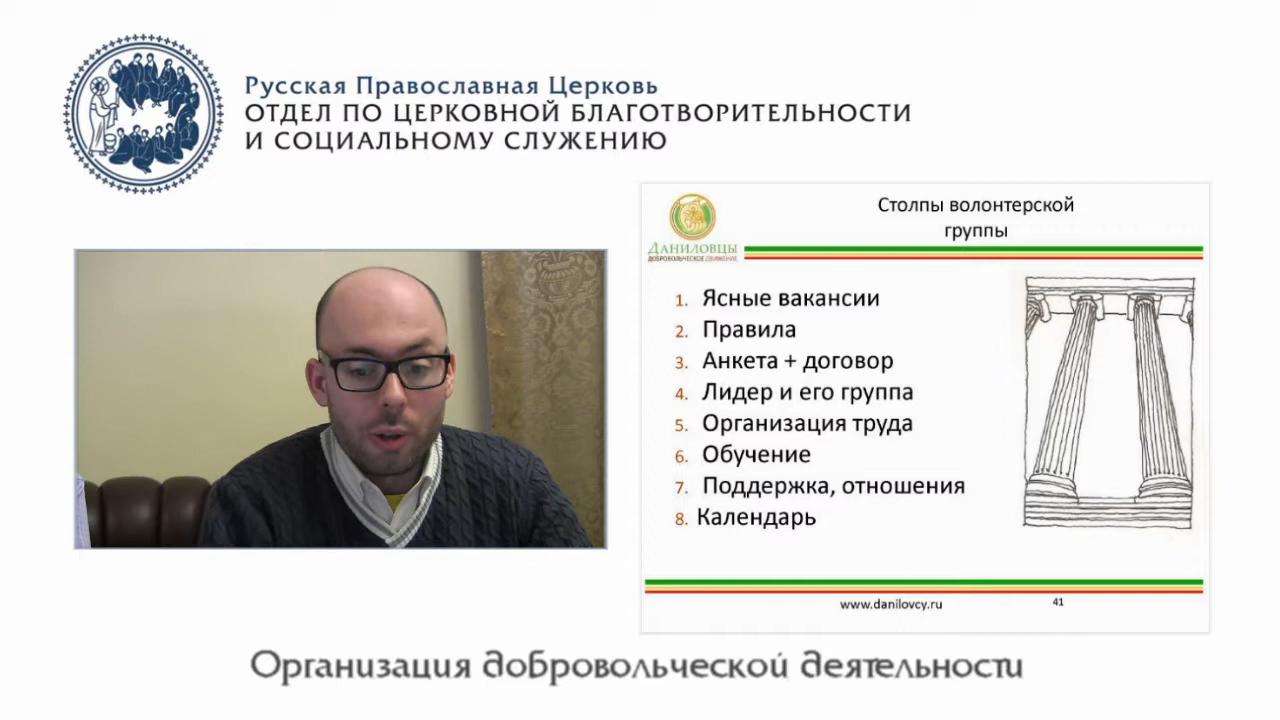 Русская Православная Церковь
ОТДЕЛ ПО ЦЕРКОВНОЙ БЛАГОТВОРИТЕЛЬНОСТИ
И СОЦИАЛЬНОМУ СЛУЖЕНИЮ
Столпы волонтерской
группы
ДАНИЛОВЦЫ
ДОБРОВОЛЬЧЕСКОЕ ДВИЖЕНИЕ
1. Ясные вакансии
2. Правила
3. Анкета + договор
4. Лидер и его группа
5. Организация труда
6. Обучение
7. Поддержка, отношения
8. Календарь
www.danilovcy.ru 41
Организация добровольческой деятельности